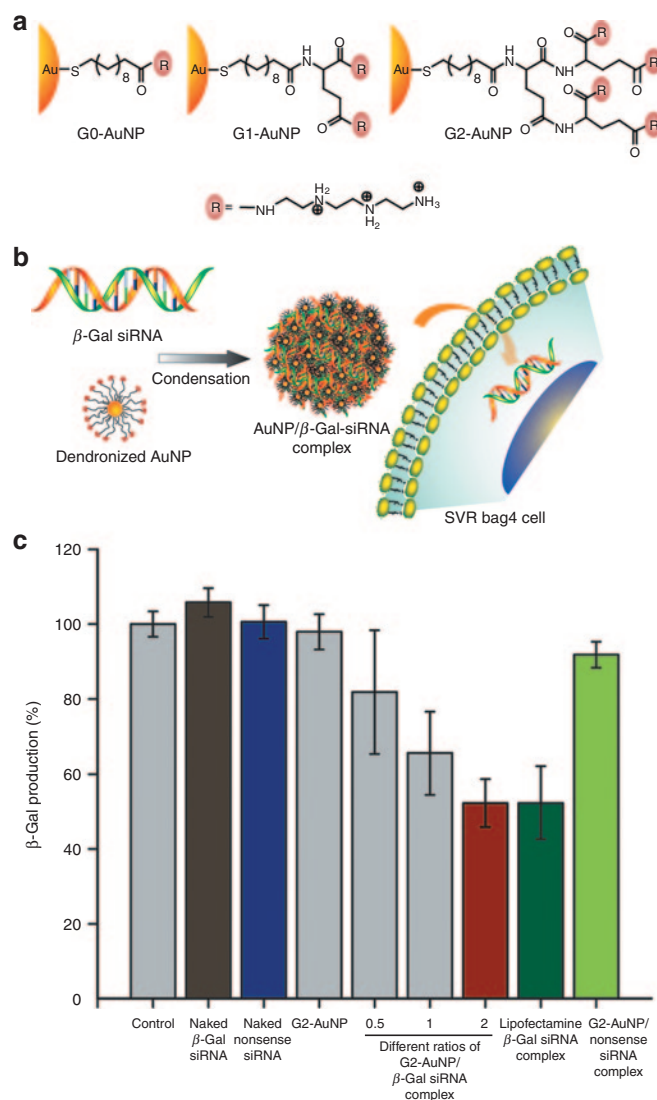 a
Au
S
8
O
R
G0-AuNP
Au
S
8
O
H
N
O
R
O
R
G1-AuNP
Au
S
8
O
H
N
O
HN
O
R
O
R
O
NH
O
R
O
R
G2-AuNP
R = NH
H2
N
N
H2
NH3
b
β-Gal siRNA
Condensation
Dendronized AuNP
AuNP/β-Gal-siRNA
complex
SVR bag4 cell
c
β-Gal production (%)
120
100
80
60
40
20
0
Control
Naked
β-Gal
siRNA
Naked
nonsense
siRNA
G2-AuNP
0.5 1 2
Different ratios of
G2-AuNP/
β-Gal siRNA
complex
Lipofectamine
β-Gal siRNA
complex
G2-AuNP/
nonsense
siRNA
complex